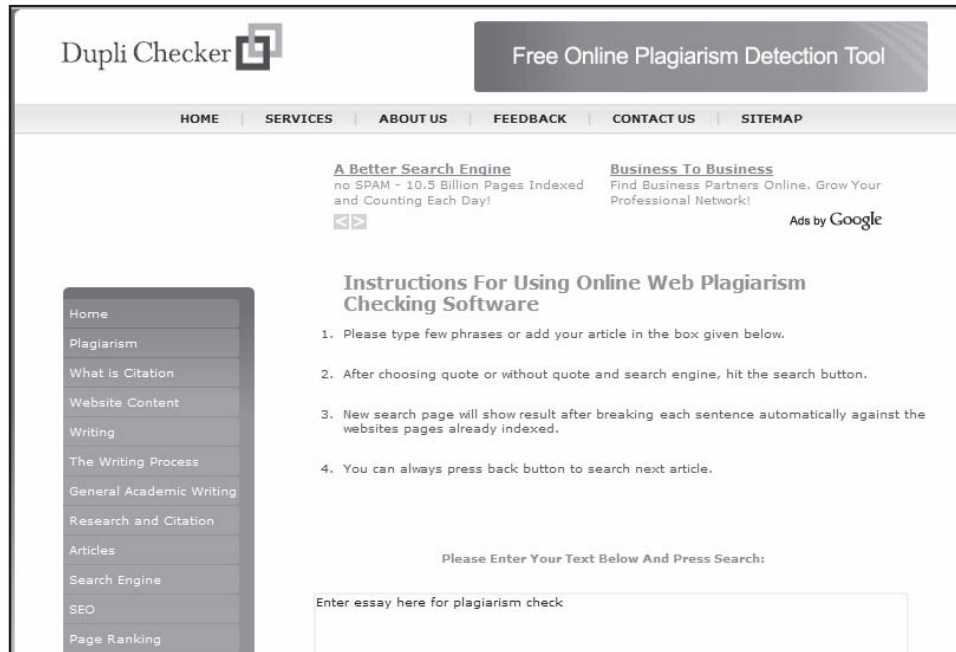 Dupli Checker
Free Online Plagiarism Detection Tool
HOME | SERVICES | ABOUT US | FEEDBACK | CONTACT US | SITEMAP
A Better Search Engine
no SPAM - 10.5 Billion Pages Indexed
and Counting Each Day!
Business To Business
Find Business Partners Online. Grow Your
Professional Network!
< >
Ads by Google
Home
Plagiarism
What is Citation
Website Content
Writing
The Writing Process
General Academic Writing
Research and Citation
Articles
Search Engine
SEO
Page Ranking
Instructions For Using Online Web Plagiarism
Checking Software
1. Please type few phrases or add your article in the box given below.
2. After choosing quote or without quote and search engine, hit the search button.
3. New search page will show result after breaking each sentence automatically against the
websites pages already indexed.
4. You can always press back button to search next article.
Please Enter Your Text Below And Press Search:
Enter essay here for plagiarism check